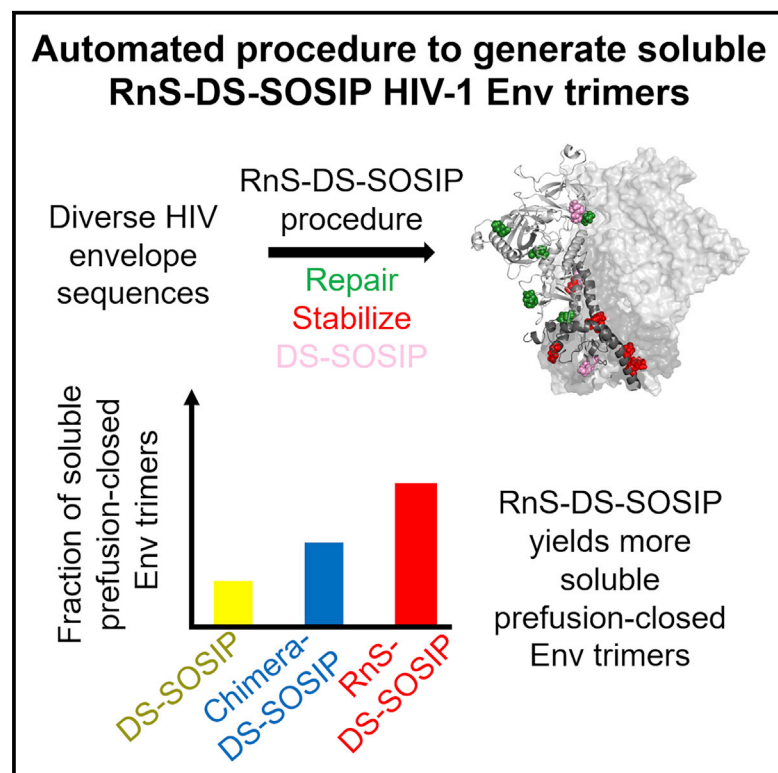 Automated procedure to generate soluble
RnS-DS-SOSIP HIV-1 Env trimers
Diverse HIV
envelope
sequences
RnS-DS-SOSIP
procedure
Repair
Stabilize
DS-SOSIP
Fraction of soluble
prefusion-closed
Env trimers
DS-SOSIP
Chimera-
DS-SOSIP
RnS-
DS-SOSIP
RnS-DS-SOSIP
yields more
soluble
prefusion-closed
Env trimers